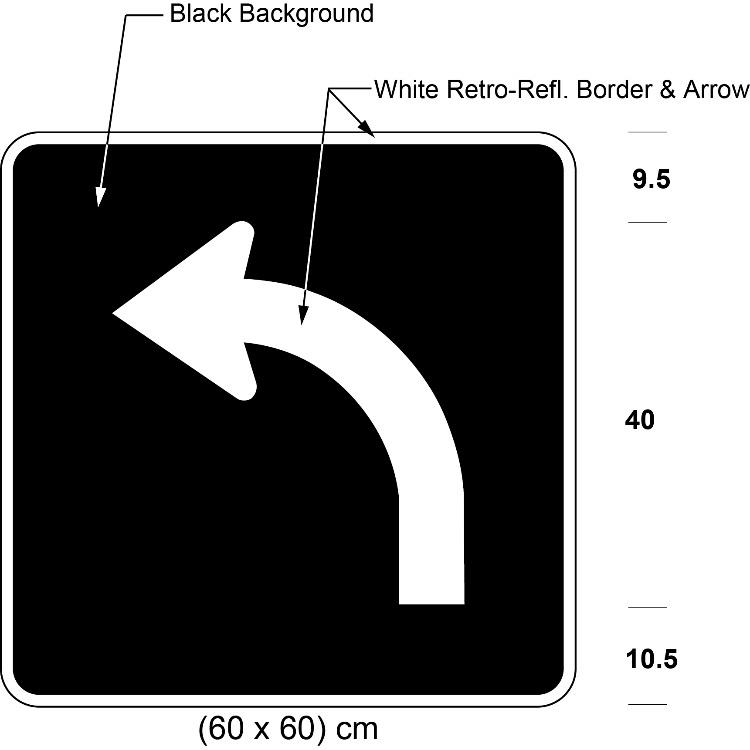 Black Background
White Retro-Refl. Border & Arrow
9.5
40
10.5
(60 x 60) cm